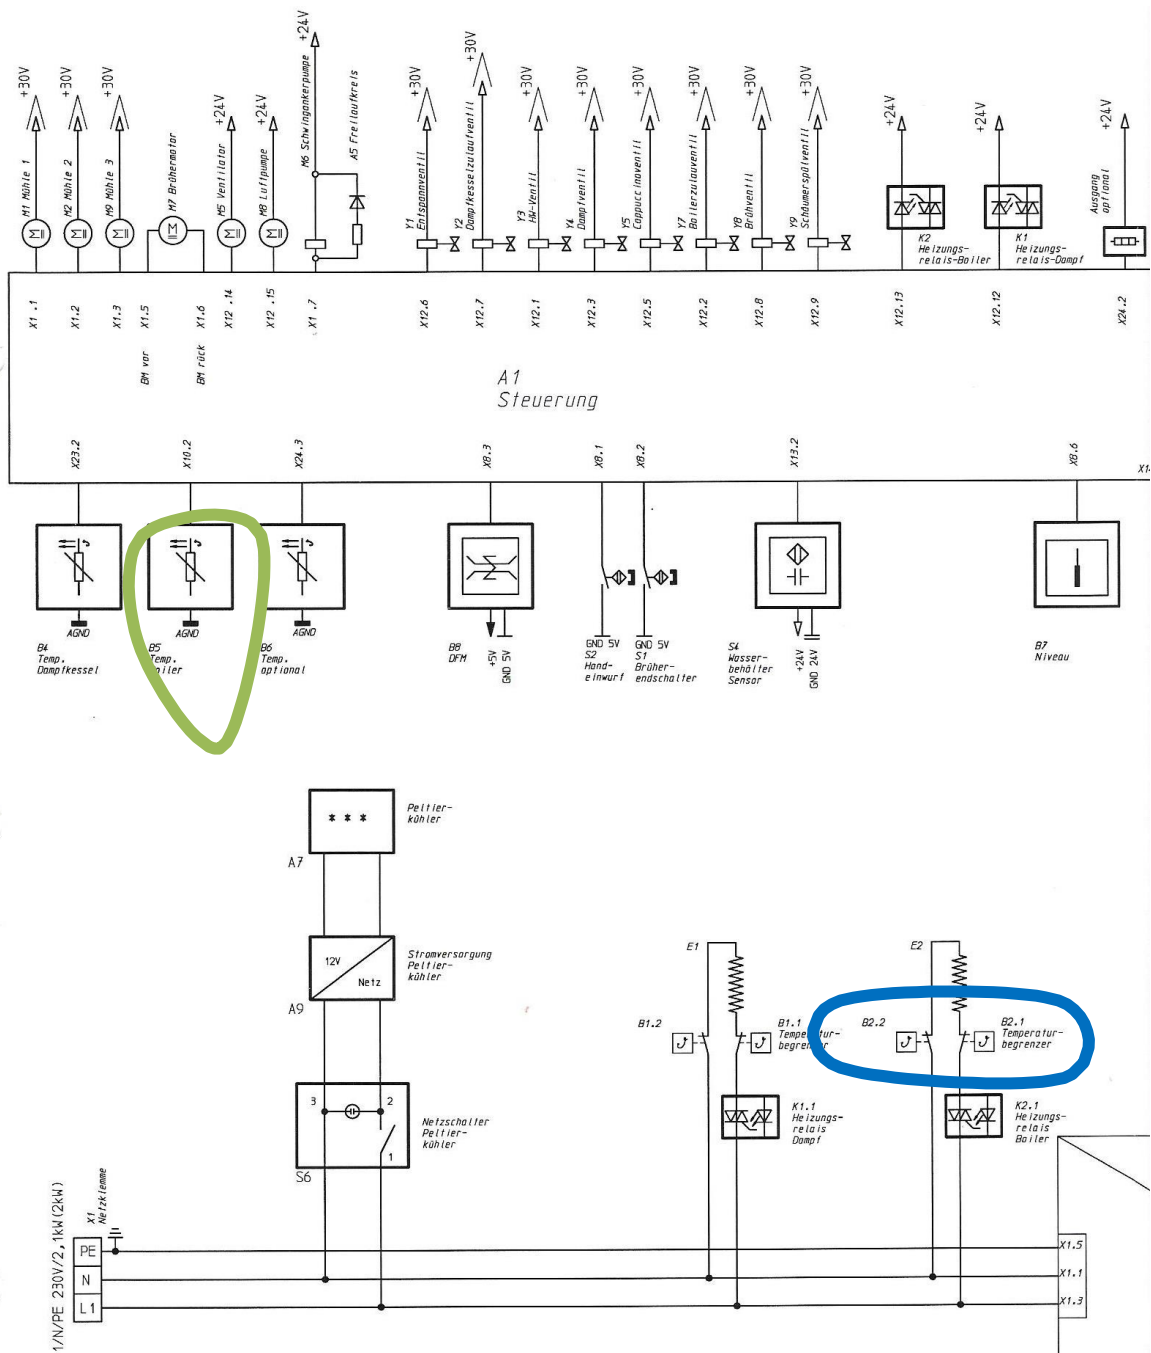 +30V
M1 Mühle 1
+30V
M2 Mühle 2
+30V
M9 Mühle 3
M7 Brühermotor
M
+24V
M5 Ventilator
+24V
M8 Luftpumpe
+24V
M6 Schwingankerpumpe
A5 Freilaufkreis
+30V
Y1
Entspannventil
+30V
Y2
Dampfkesselzulaufventil
+30V
Y3
HW-Ventil
+30V
Y4
Dampfventil
+30V
Y5
Cappuccinoventil
+30V
Y7
Boilerzulauventil
+30V
Y8
Brühventil
+30V
Y9
Schäumerspülventil
+24V
K2
Heizungs-
relais-Boiler
+24V
K1
Heizungs-
relais-Dampf
+24V
Ausgang
optional
X1 .1
X1.2
X1.3
X1.5
X1.6
X12 .14
X12 .15
X1 .7
X12.6
X12.7
X12.1
X12.3
X12.5
X12.2
X12.8
X12.9
X12.13
X12.12
X24.2
BM vor
BM rück
A1
Steuerung
X23.2
X10.2
X24.3
X8.3
X8.1
X8.2
X13.2
X8.6
X14
AGND
B4
Temp.
Dampfkessel
AGND
B5
Temp.
AGND
B6
Temp.
optional
B8
DFM
+5V
GND 5V
GND 5V
S2
Hand-
einwurf
GND 5V
S1
Brüher-
endschalter
S4
Wasser-
behälter
Sensor
+24V
GND 24V
B7
Niveau
* * *
Peltier-
kühler
A7
12V
Netz
Stromversorgung
Peltier-
kühler
A9
3
2
1
Netzschalter
Peltier-
kühler
S6
E1
B1.2
B1.1
Temperatur-
begrenzer
K1.1
Heizungs-
relais
Dampf
E2
B2.2
B2.1
Temperatur-
begrenzer
K2.1
Heizungs-
relais
Boiler
1/N/PE 230V/2,1kW(2kW)
X1
Netzklemme
PE
N
L1
X1.5
X1.1
X1.3